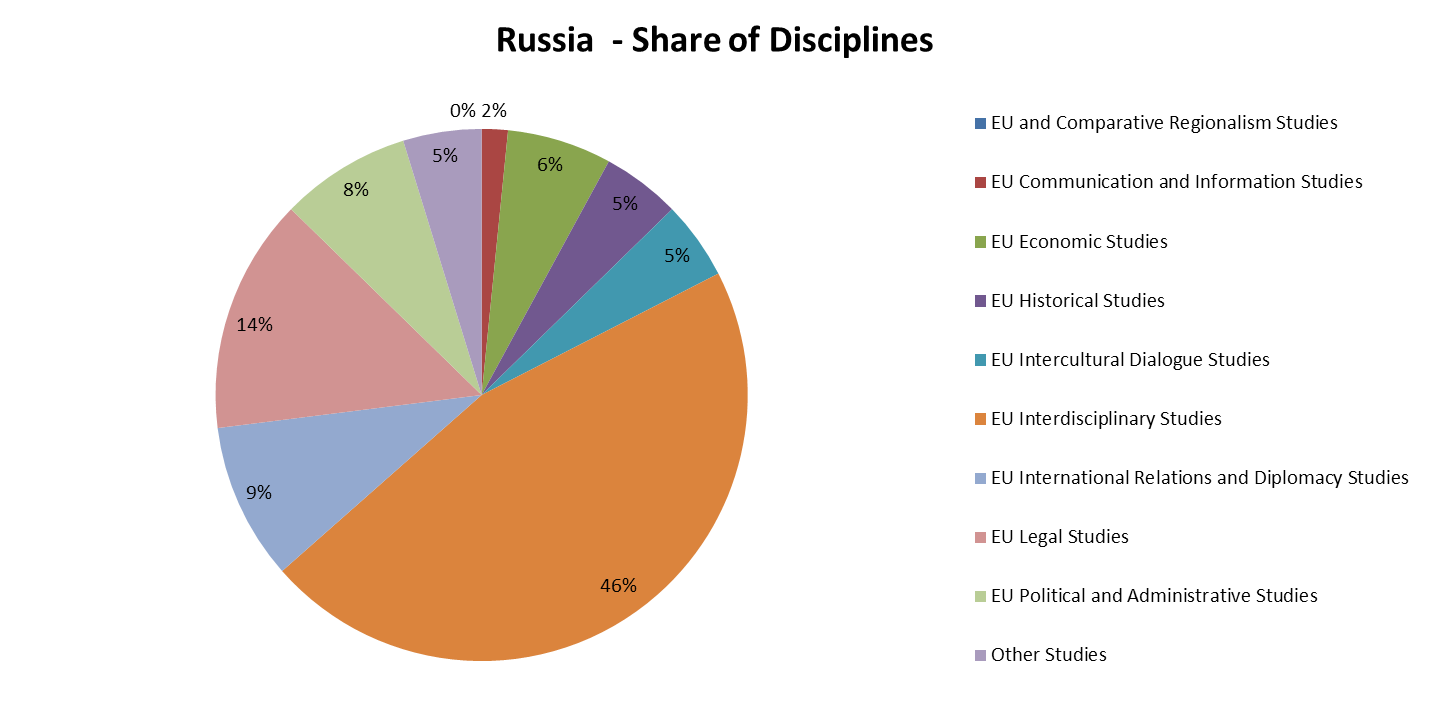 Russia  - Share of Disciplines
0% 2%
6%
5%
5%
46%
9%
14%
8%
5%
EU and Comparative Regionalism Studies
EU Communication and Information Studies
EU Economic Studies
EU Historical Studies
EU Intercultural Dialogue Studies
EU Interdisciplinary Studies
EU International Relations and Diplomacy Studies
EU Legal Studies
EU Political and Administrative Studies
Other Studies